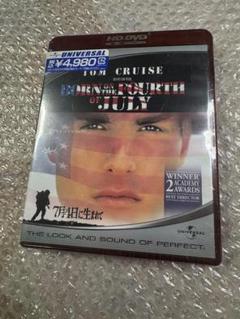 HD DVD
UNIVERSAL
¥4,980
TOM CRUISE
BORN ON THE FOURTH
OF JULY
WINNER
2 ACADEMY
AWARDS
BEST DIRECTOR
7月4日に生まれて
UNIVERSAL
THE LOOK AND SOUND OF PERFECT.